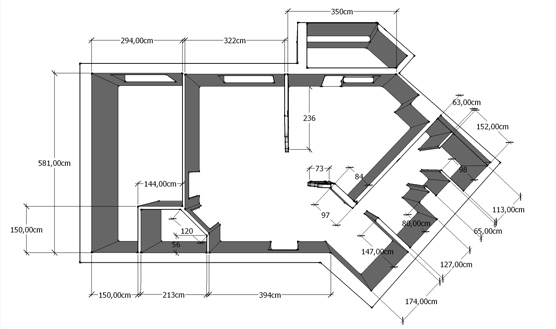 350cm
294,00cm
322cm
63,00cm
236
152,00cm
581,00cm
98
73
84
144,00cm
113,00cm
97
80,00cm
120
65,00cm
150,00cm
56
147,00cm
127,00cm
150,00cm
213cm
394cm
174,00cm